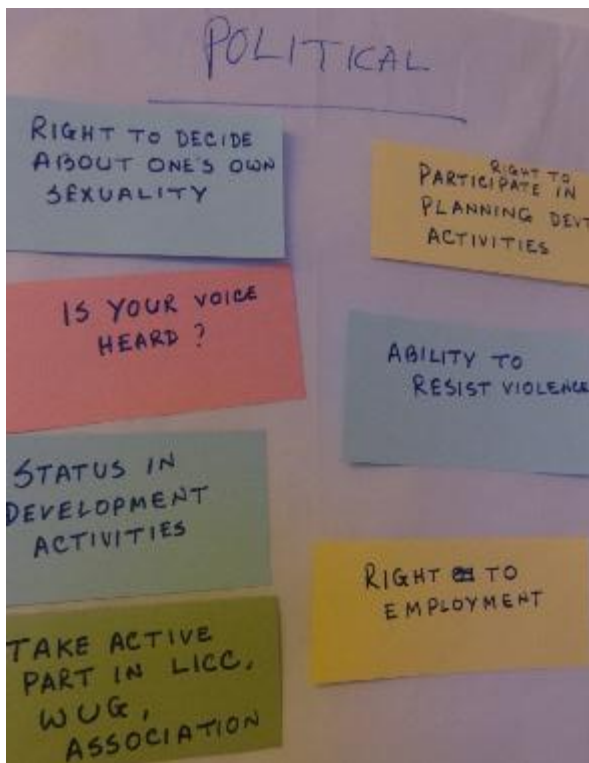 POLITICAL
RIGHT TO DECIDE
ABOUT ONE'S OWN
SEXUALITY
IS YOUR VOICE
HEARD ?
STATUS IN
DEVELOPMENT
ACTIVITIES
TAKE ACTIVE
PART IN LICC,
WUG,
ASSOCIATION
RIGHT TO
PARTICIPATE IN
PLANNING DEVT
ACTIVITIES
ABILITY TO
RESIST VIOLENCE
RIGHT TO
EMPLOYMENT